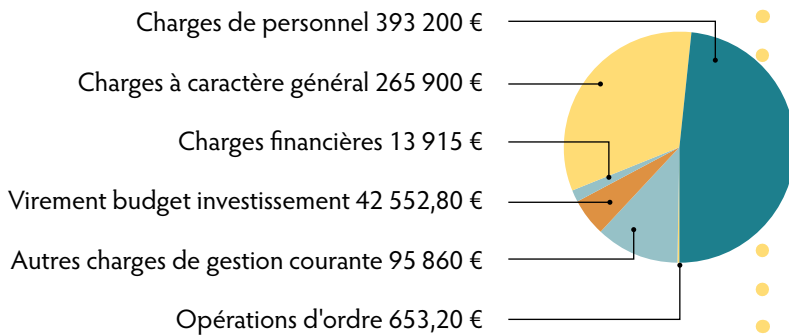 Charges de personnel 393 200 €
Charges à caractère général 265 900 €
Charges financières 13 915 €
Virement budget investissement 42 552,80 €
Autres charges de gestion courante 95 860 €
Opérations d'ordre 653,20 €